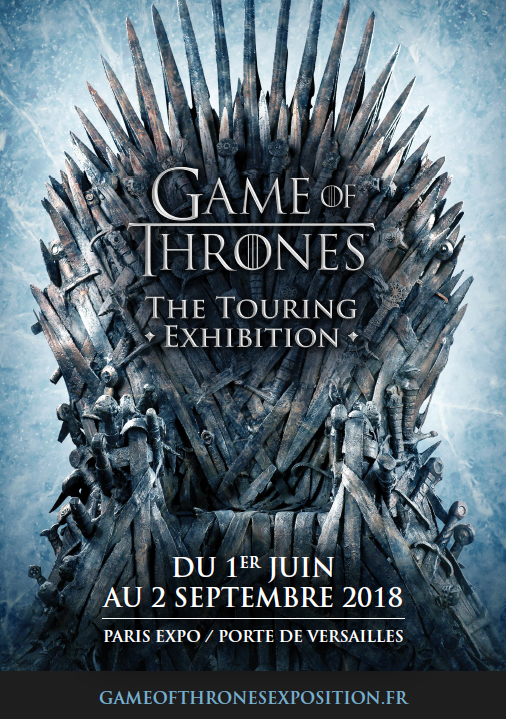 GAME OF
THRONES
THE TOURING
EXHIBITION
DU 1ER JUIN
AU 2 SEPTEMBRE 2018
PARIS EXPO / PORTE DE VERSAILLES
GAMEOFTHRONESEXPOSITION.FR